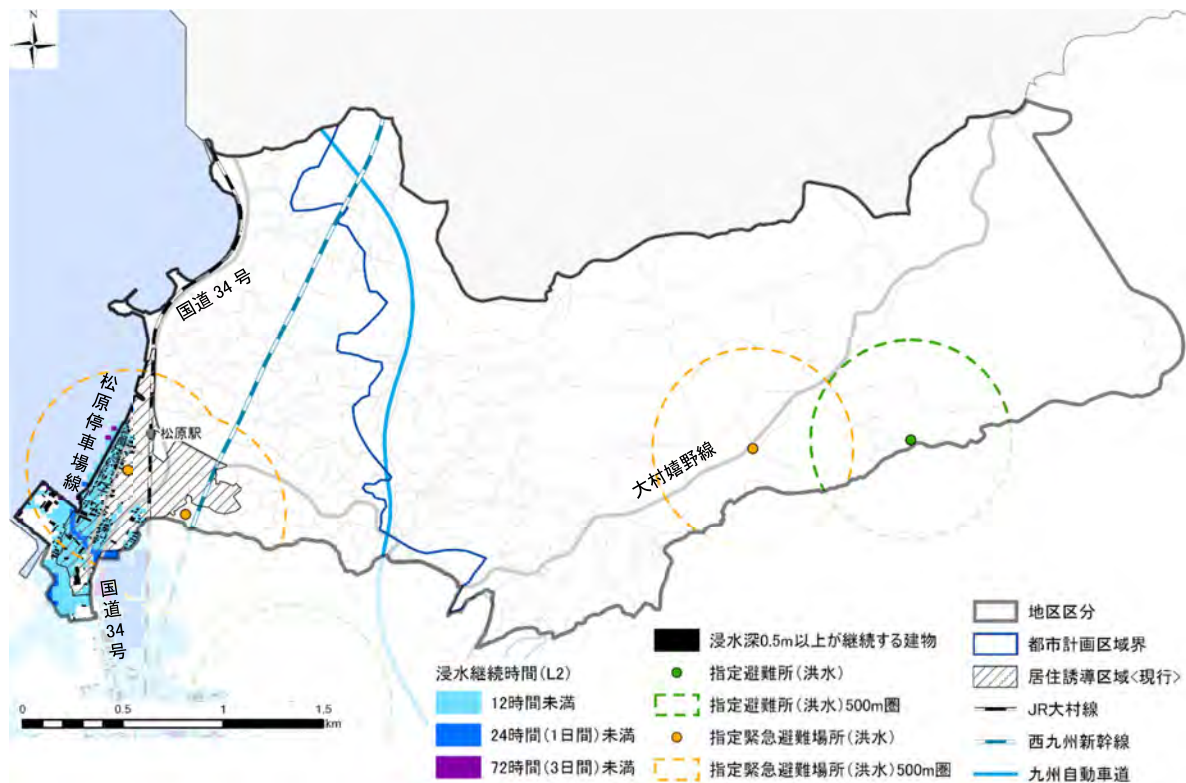 N
国道34号
松原停車場線
松原駅
大村嬉野線
国道34号
0 0.5 1 1.5
km
浸水継続時間(L2)
12時間未満
24時間(1日間)未満
72時間(3日間)未満
浸水深0.5m以上が継続する建物
指定避難所(洪水)
指定避難所(洪水)500m圏
指定緊急避難場所(洪水)
指定緊急避難場所(洪水)500m圏
地区区分
都市計画区域界
居住誘導区域<現行>
JR大村線
西九州新幹線
九州自動車道